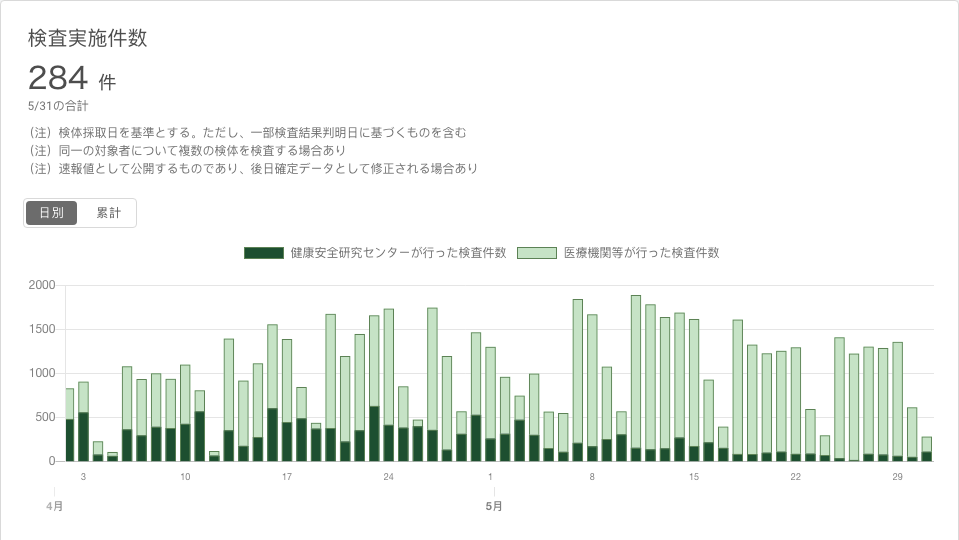 検査実施件数
284 件
5/31の合計
（注）検体採取日を基準とする。ただし、一部検査結果判明日に基づくものを含む
（注）同一の対象者について複数の検体を検査する場合あり
（注）速報値として公開するものであり、後日確定データとして修正される場合あり
日別 累計
健康安全研究センターが行った検査件数 医療機関等が行った検査件数
2000
1500
1000
500
0
3 10 17 24 1 8 15 22 29
4月 5月